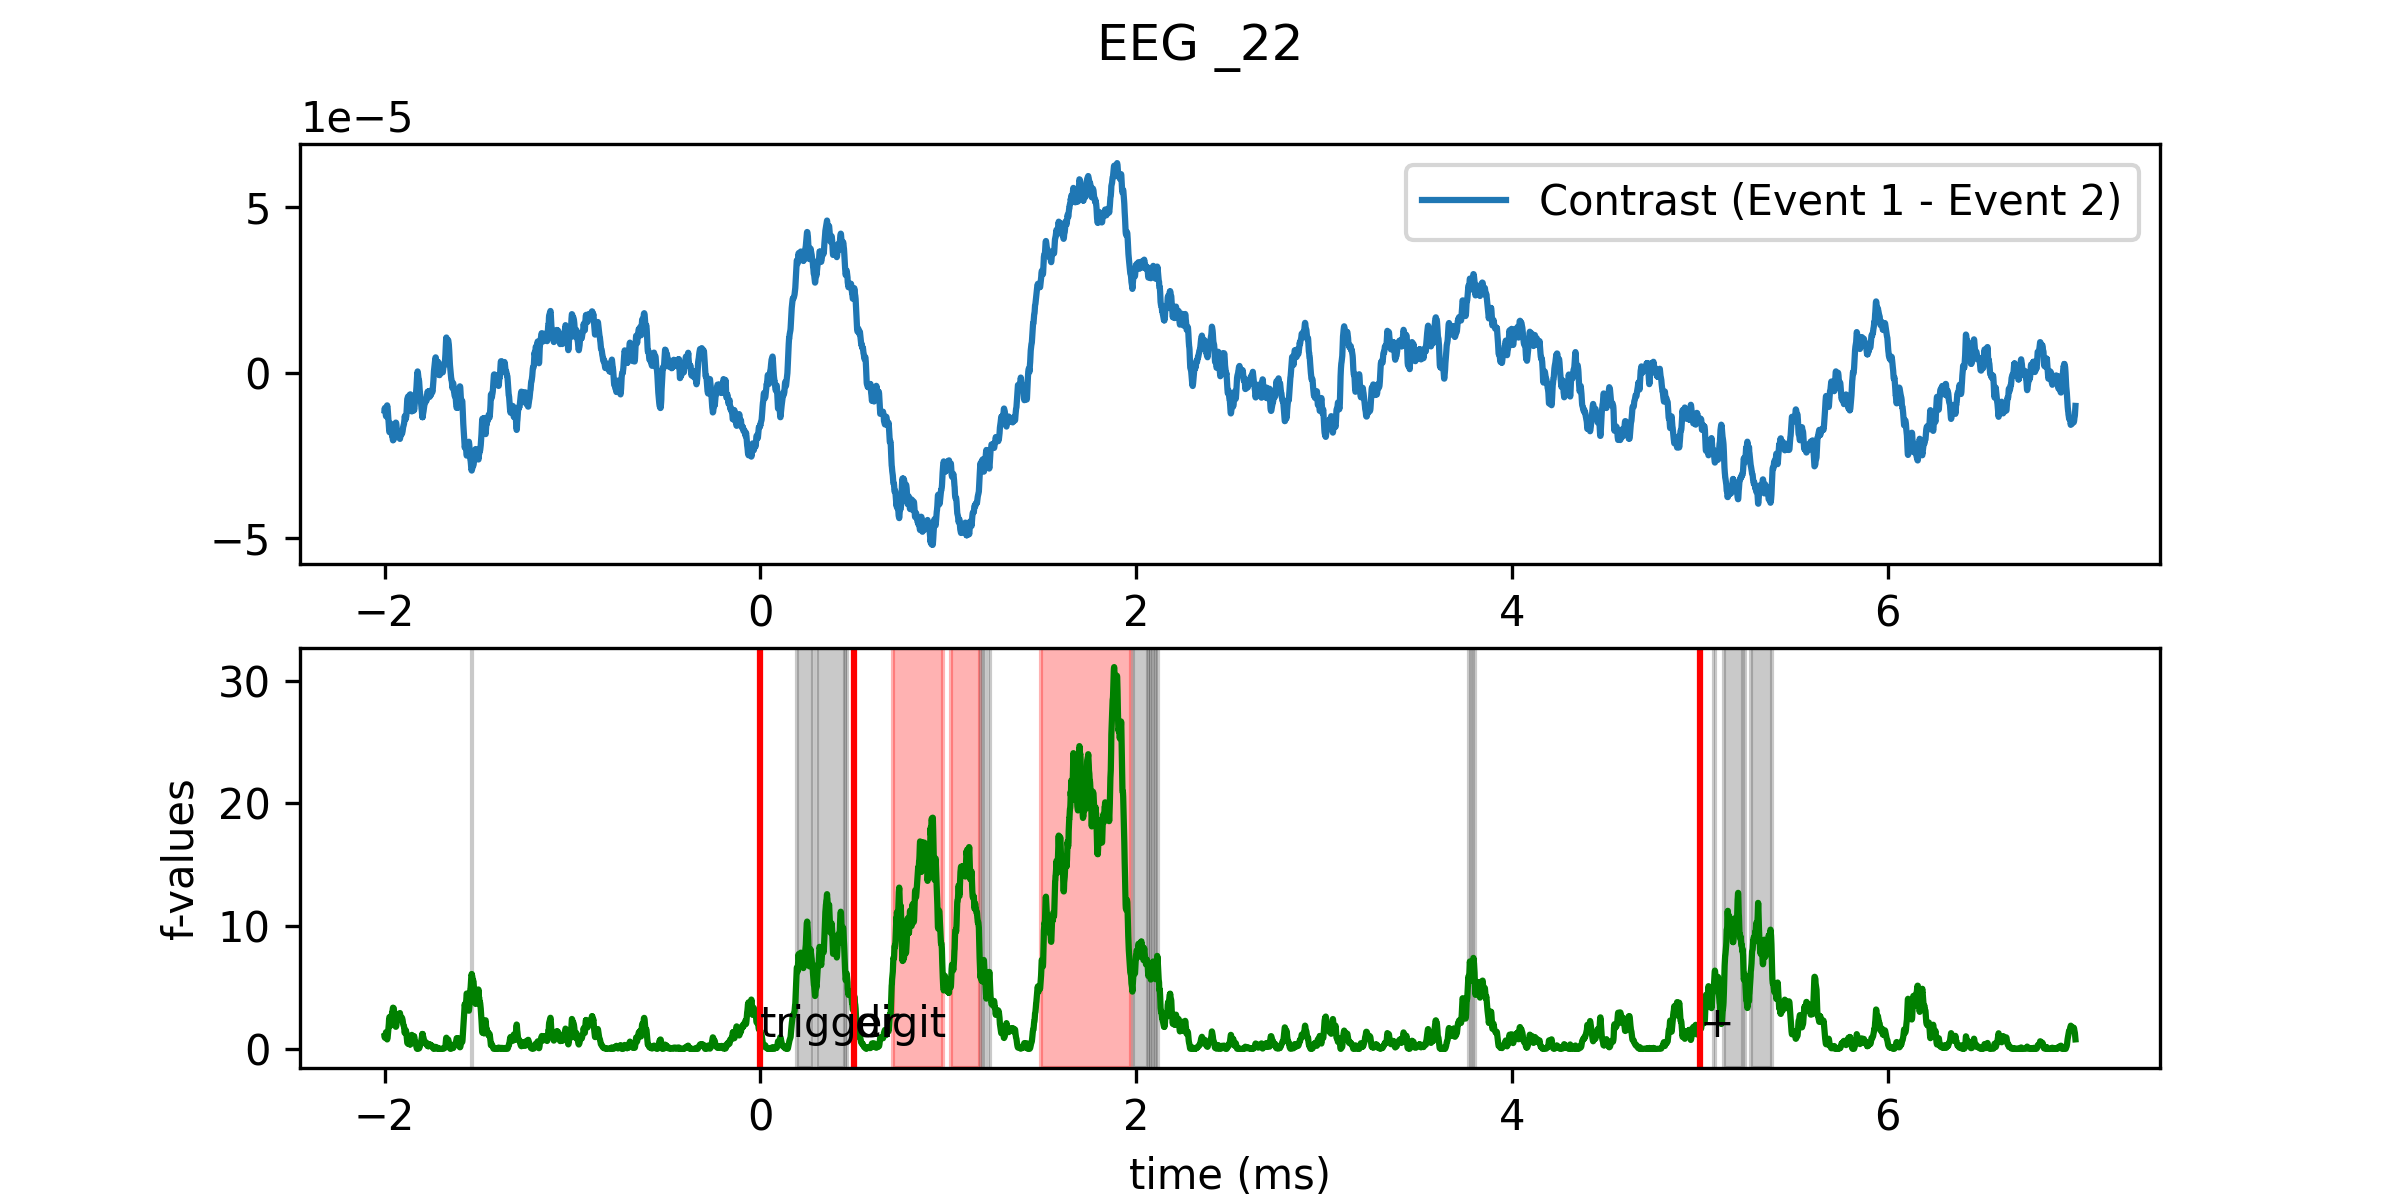 EEG _22
1e−5
Contrast (Event 1 - Event 2)
5
0
−5
−2 0 2 4 6
f-values
30
20
10
0
trigger digit +
−2 0 2 4 6
time (ms)